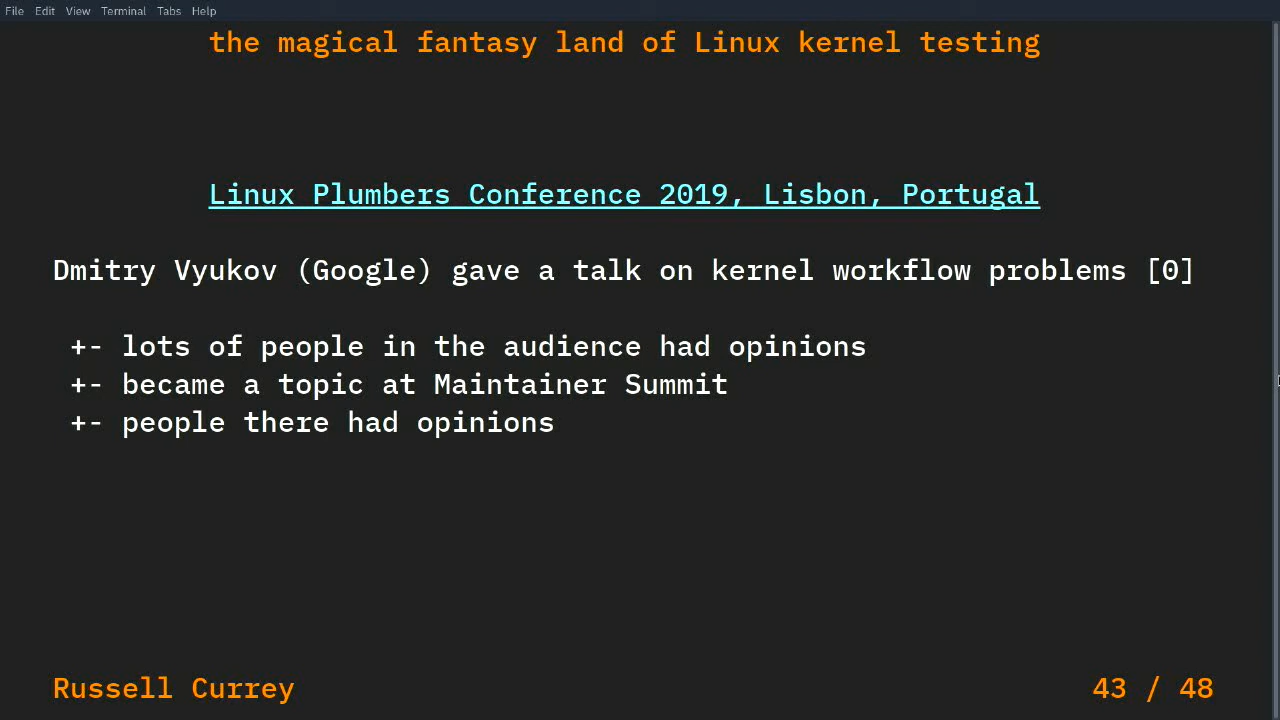 File Edit View Terminal Tabs Help
the magical fantasy land of Linux kernel testing
Linux Plumbers Conference 2019, Lisbon, Portugal
Dmitry Vyukov (Google) gave a talk on kernel workflow problems [0]
+- lots of people in the audience had opinions
+- became a topic at Maintainer Summit
+- people there had opinions
Russell Currey 43 / 48